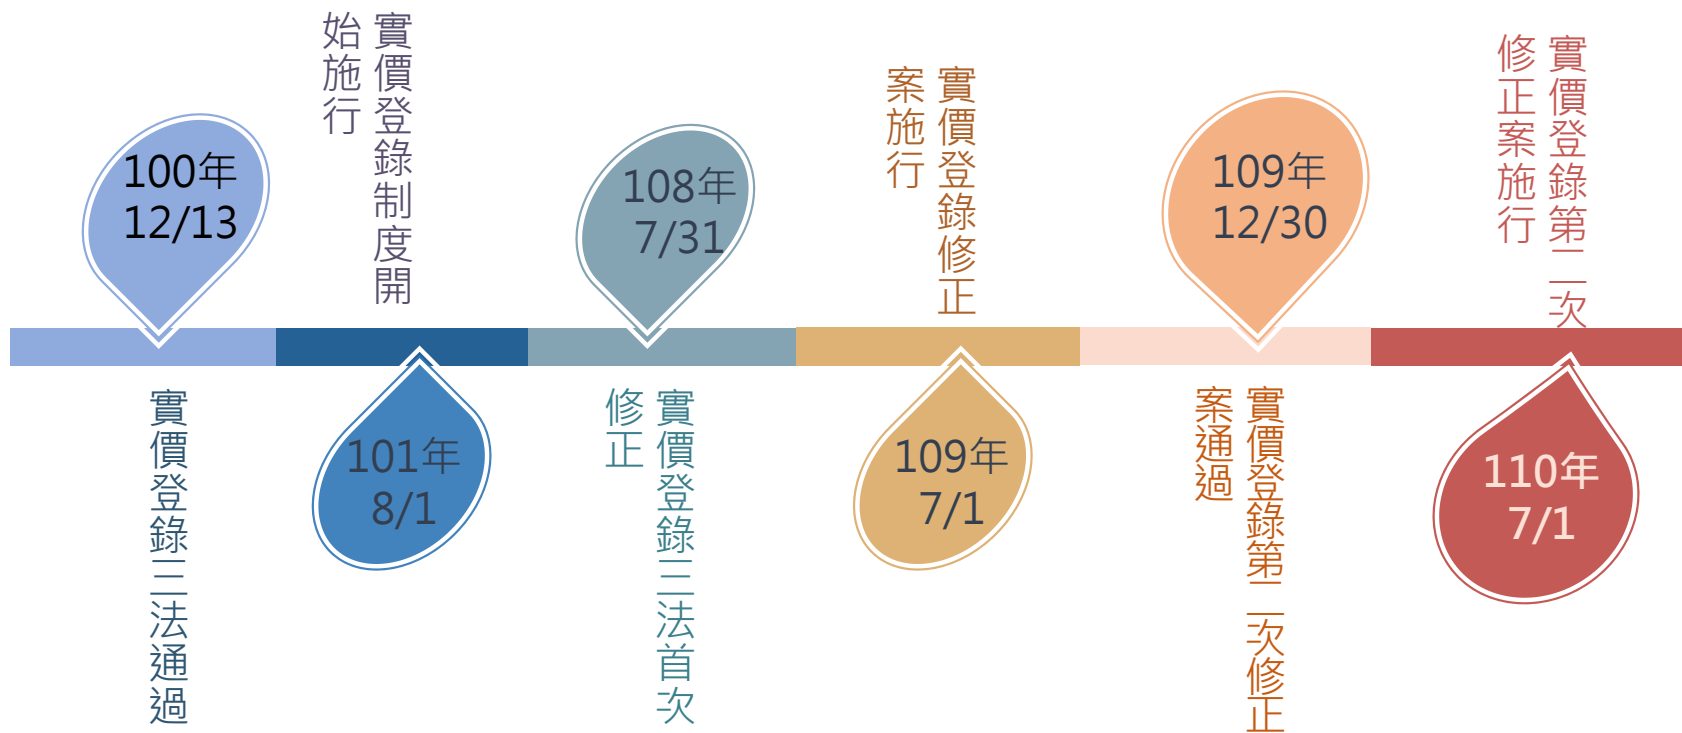 100年
12/13
實價登錄三法通過
實價登錄制度開
始施行
101年
8/1
108年
7/31
實價登錄三法首次
修正
實價登錄修正
案施行
109年
7/1
109年
12/30
實價登錄第二次修正
案通過
實價登錄第二次
修正案施行
110年
7/1